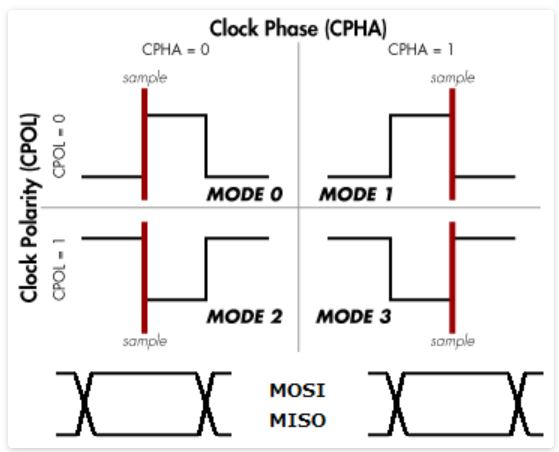 Clock Phase (CPHA)
CPHA = 0
CPHA = 1
sample
sample
Clock Polarity (CPOL)
CPOL = 0
MODE 0
MODE 1
CPOL = 1
MODE 2
MODE 3
sample
sample
MOSI
MISO